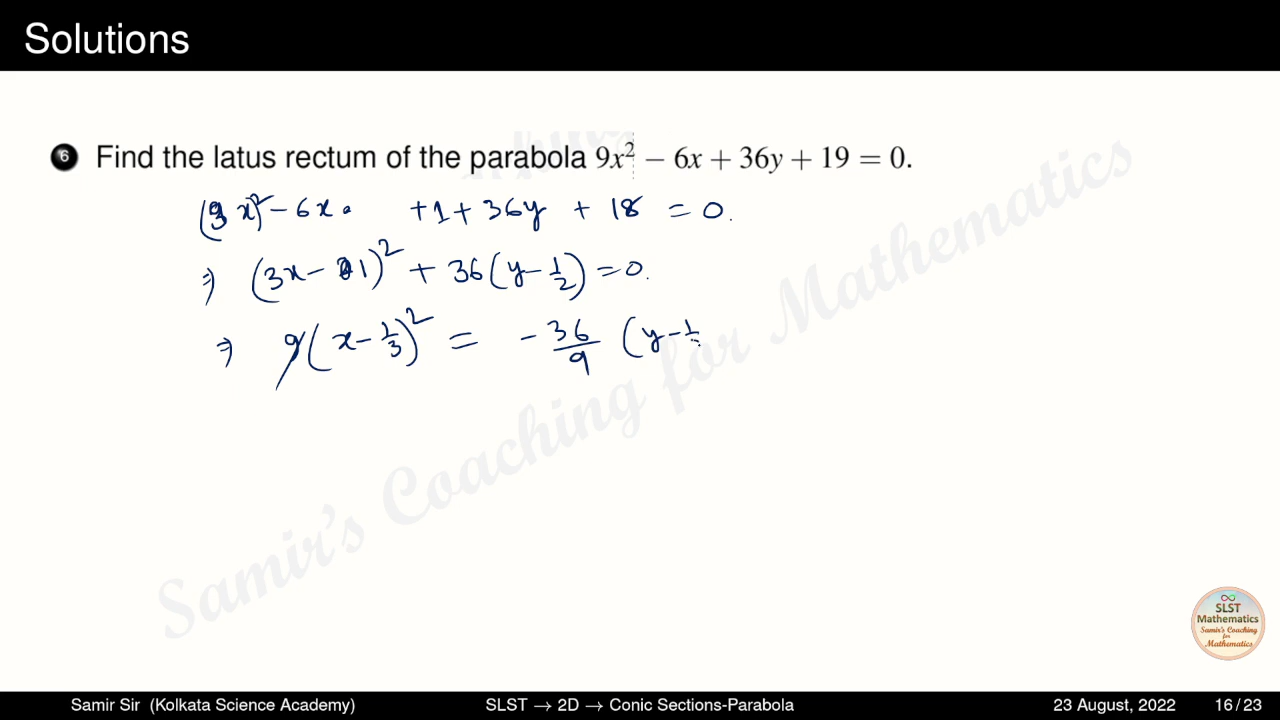 Solutions
6 Find the latus rectum of the parabola 9x² − 6x + 36y + 19 = 0.
(3x)² − 6x + 1 + 36y + 18 = 0.
⇒ (3x − 1)² + 36(y − 1/2) = 0.
⇒ 9(x − 1/3)² = − 36/9 (y − 1/
Samir's Coaching for Mathematics
∞
SLST
Mathematics
Samir's Coaching
for
Mathematics
Samir Sir (Kolkata Science Academy) SLST → 2D → Conic Sections-Parabola 23 August, 2022 16 / 23